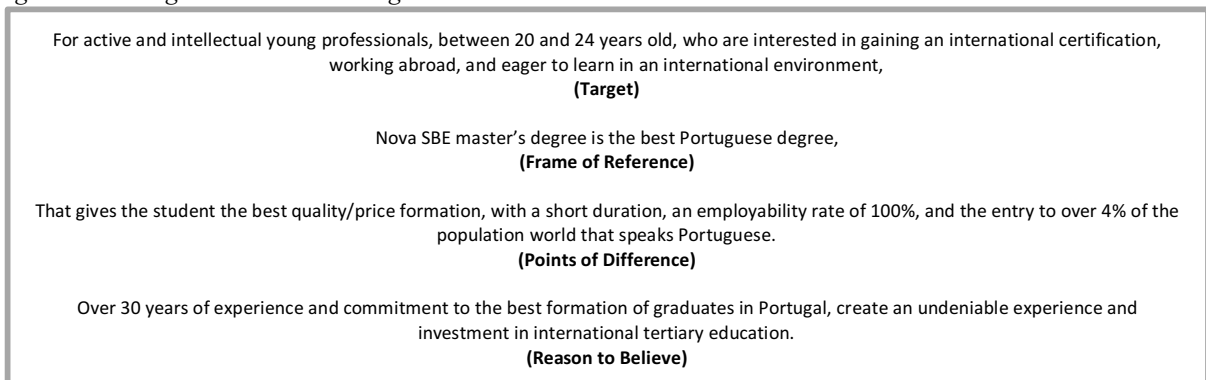 For active and intellectual young professionals, between 20 and 24 years old, who are interested in gaining an international certification,
working abroad, and eager to learn in an international environment,
(Target)
Nova SBE master's degree is the best Portuguese degree,
(Frame of Reference)
That gives the student the best quality/price formation, with a short duration, an employability rate of 100%, and the entry to over 4% of the
population world that speaks Portuguese.
(Points of Difference)
Over 30 years of experience and commitment to the best formation of graduates in Portugal, create an undeniable experience and
investment in international tertiary education.
(Reason to Believe)